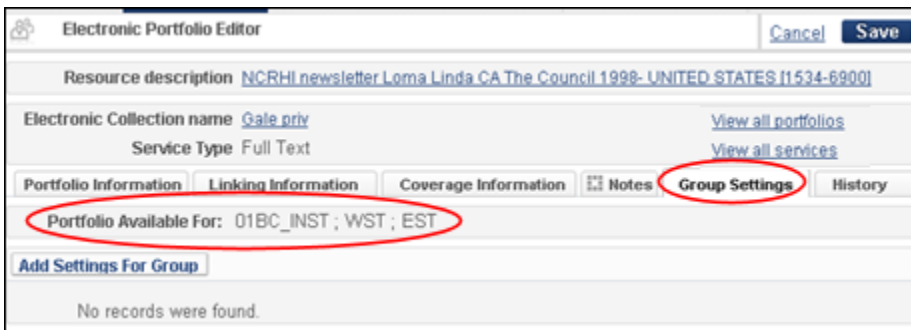 Electronic Portfolio Editor
Cancel Save
Resource description NCRHI newsletter Loma Linda CA The Council 1998- UNITED STATES [1534-6900]
Electronic Collection name Gale priv View all portfolios
Service Type Full Text View all services
Portfolio Information Linking Information Coverage Information Notes Group Settings History
Portfolio Available For: 01BC_INST ; WST ; EST
Add Settings For Group
No records were found.